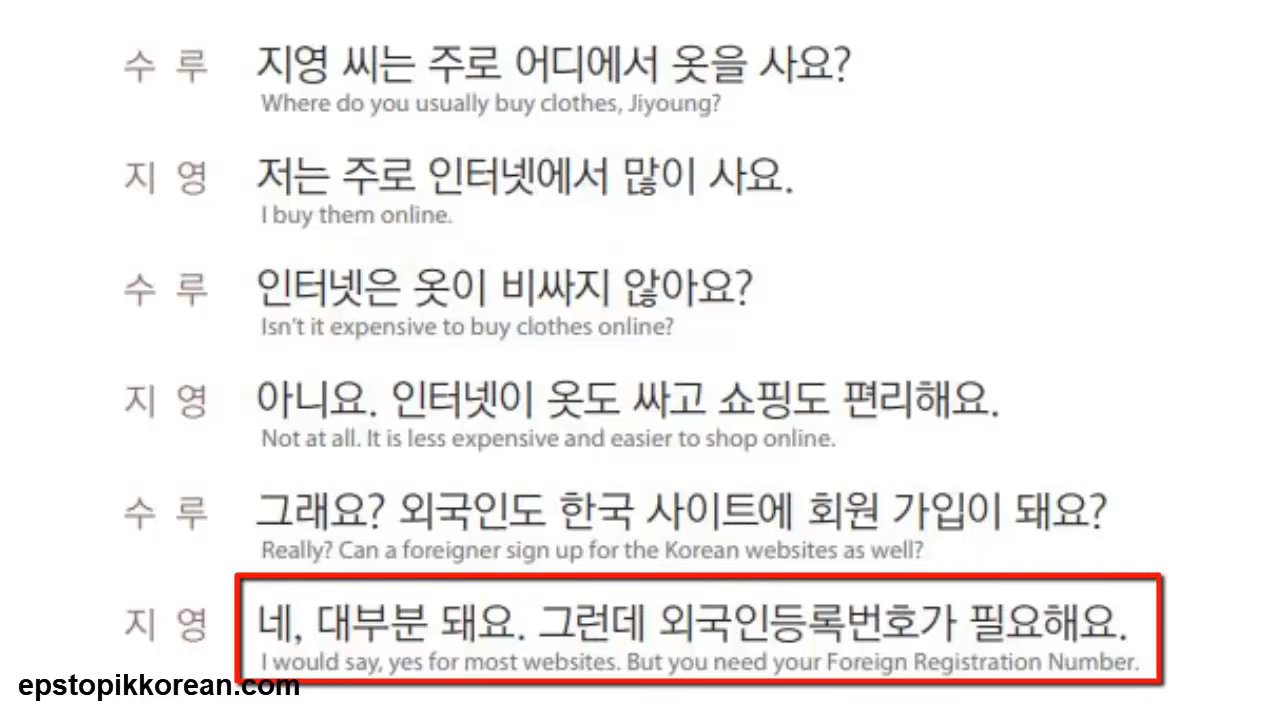 수 루 지영 씨는 주로 어디에서 옷을 사요?
Where do you usually buy clothes, Jiyoung?
지 영 저는 주로 인터넷에서 많이 사요.
I buy them online.
수 루 인터넷은 옷이 비싸지 않아요?
Isn't it expensive to buy clothes online?
지 영 아니요. 인터넷이 옷도 싸고 쇼핑도 편리해요.
Not at all. It is less expensive and easier to shop online.
수 루 그래요? 외국인도 한국 사이트에 회원 가입이 돼요?
Really? Can a foreigner sign up for the Korean websites as well?
지 영 네, 대부분 돼요. 그런데 외국인등록번호가 필요해요.
I would say, yes for most websites. But you need your Foreign Registration Number.
epstopikkorean.com